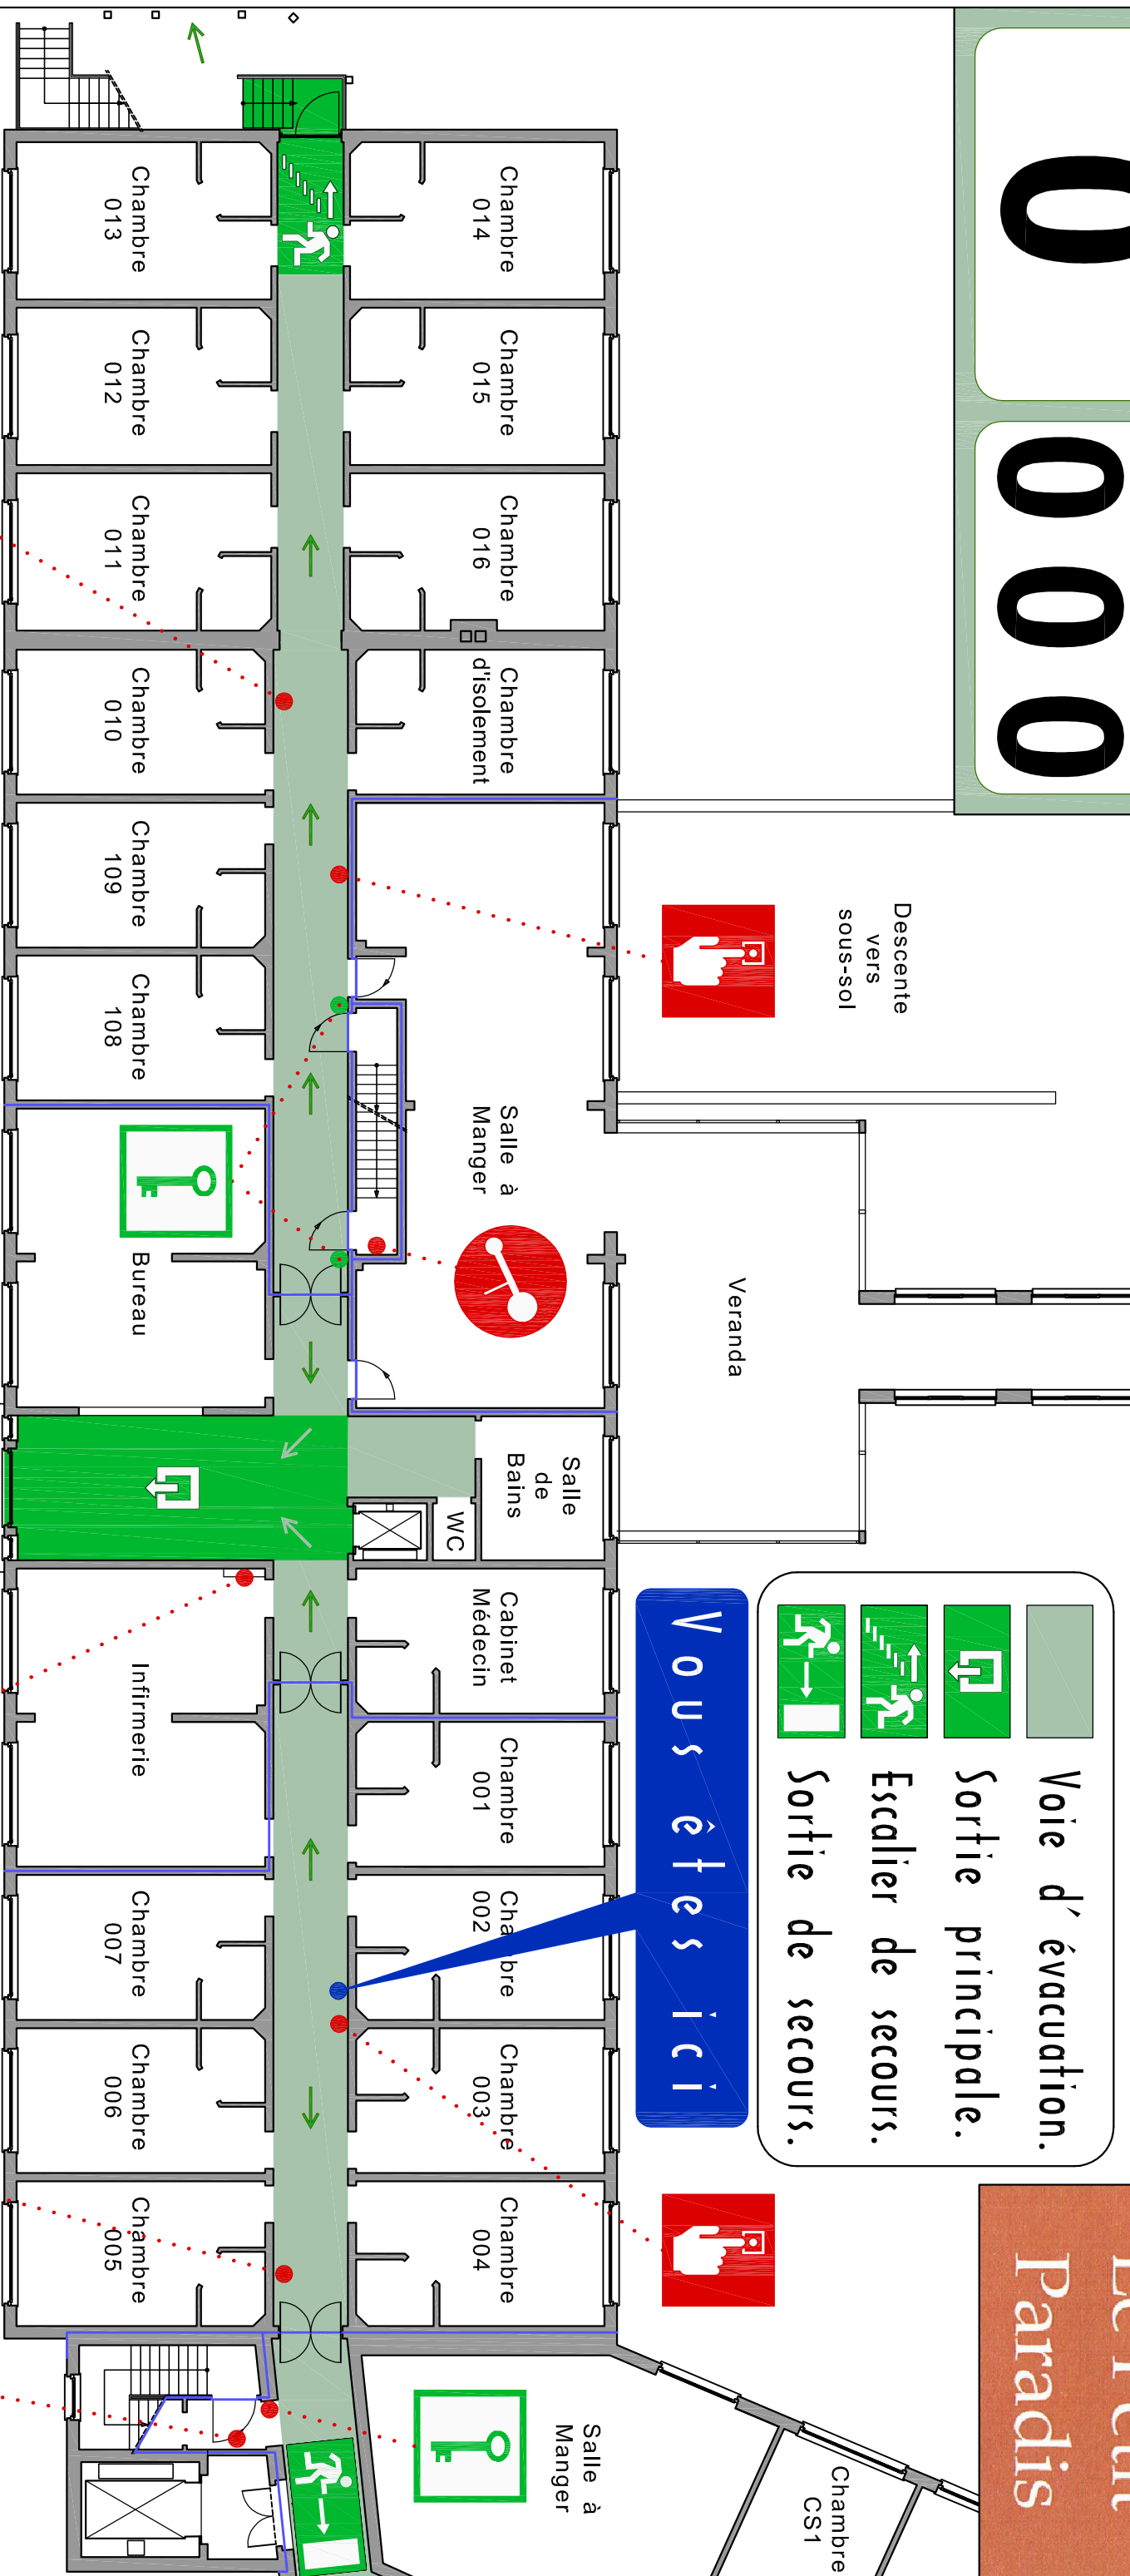 0
0 0 0
Paradis
Voie d'évacuation.
Sortie principale.
Escalier de secours.
Sortie de secours.
Vous êtes ici
Descente
vers
sous-sol
Veranda
Chambre
CS1
Salle à
Manger
Chambre
014
Chambre
015
Chambre
016
Chambre
d'isolement
Salle à
Manger
Salle
de
Bains
WC
Cabinet
Médecin
Chambre
001
Chambre
002
Chambre
003
Chambre
004
Chambre
013
Chambre
012
Chambre
011
Chambre
010
Chambre
109
Chambre
108
Bureau
Infirmerie
Chambre
007
Chambre
006
Chambre
005